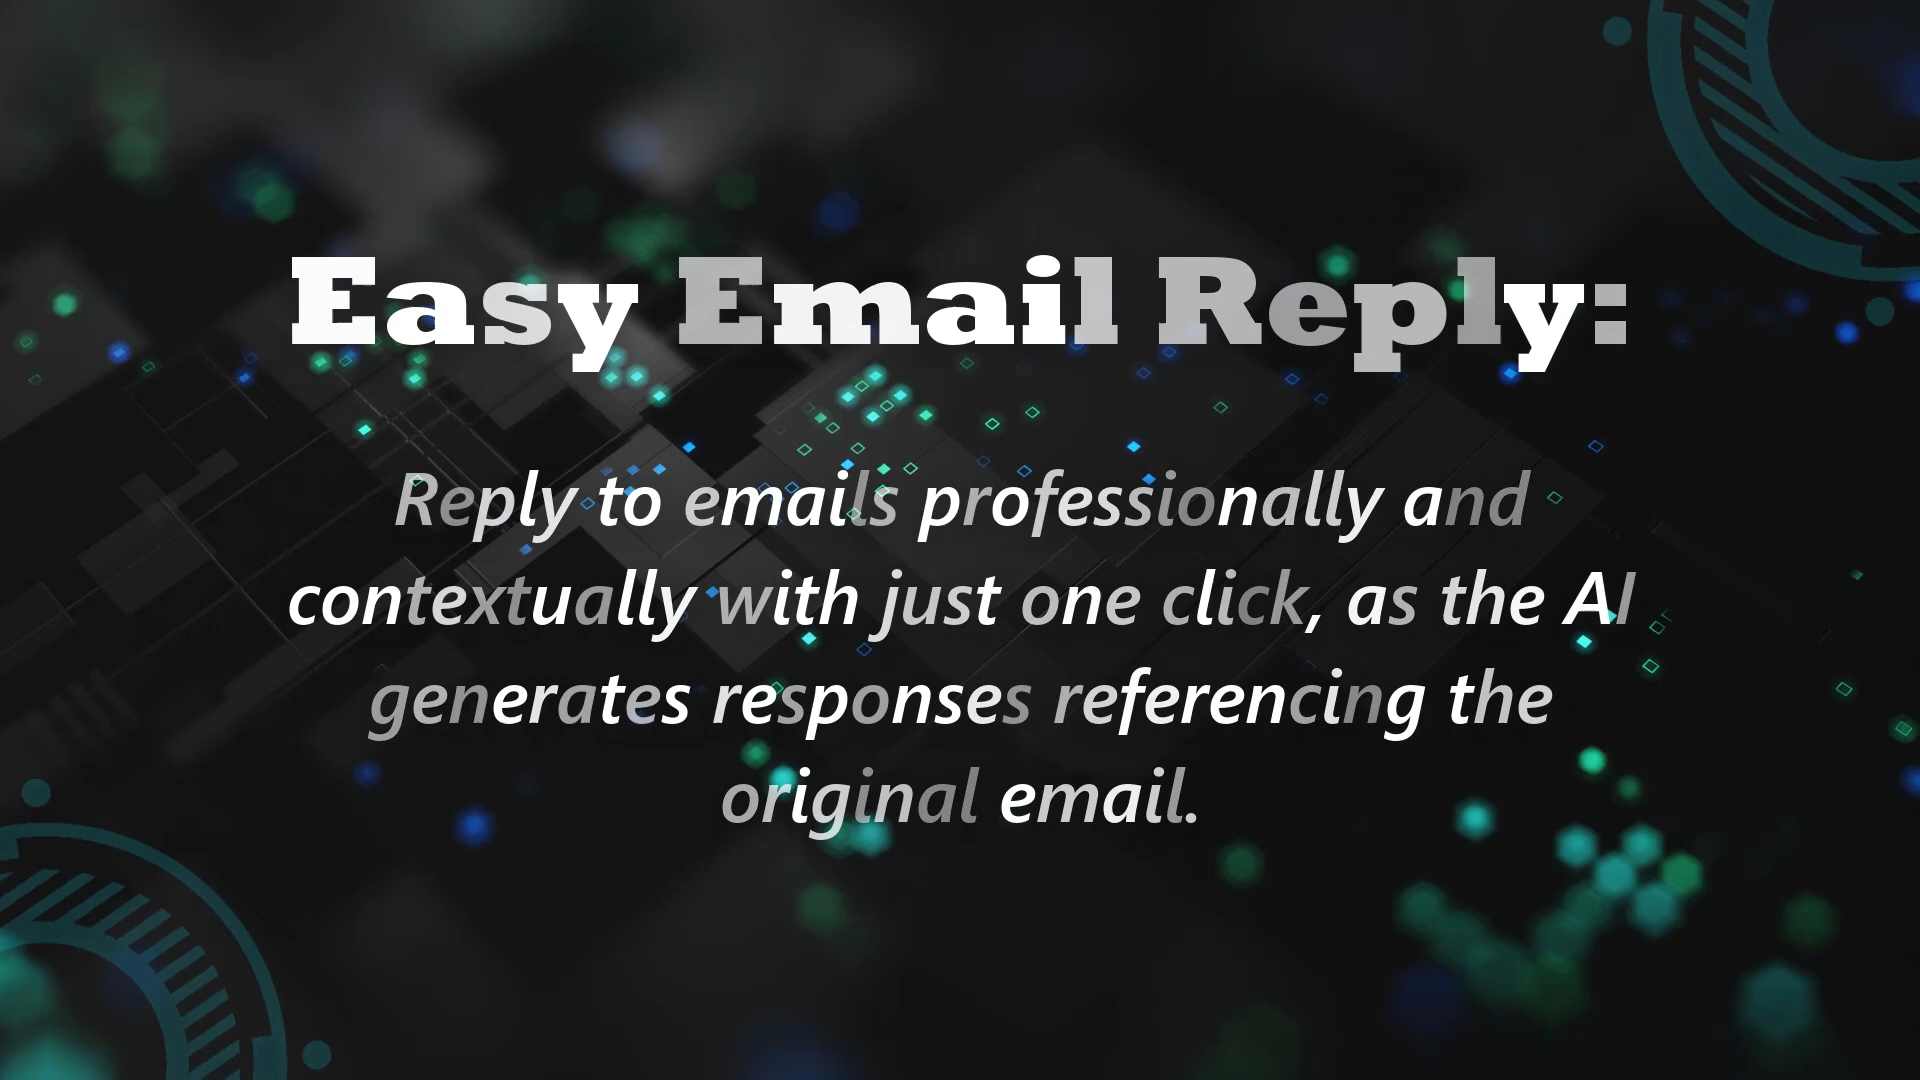 Easy Email Reply:
Reply to emails professionally and
contextually with just one click, as the AI
generates responses referencing the
original email.